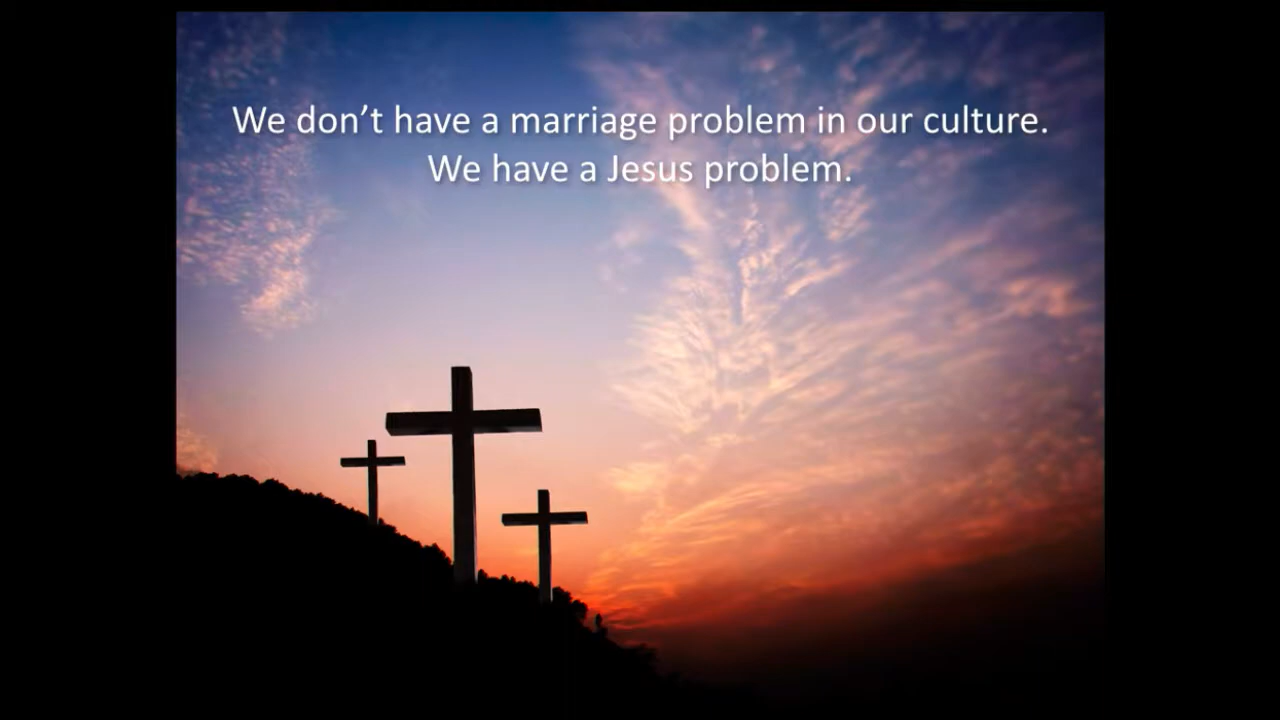 We don’t have a marriage problem in our culture.
We have a Jesus problem.